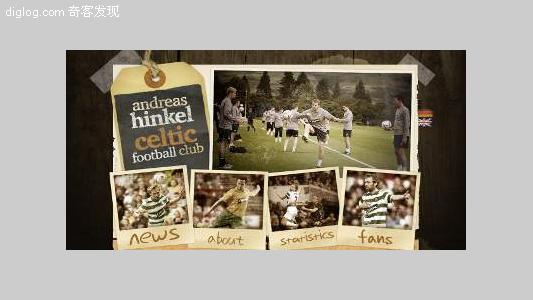 diglog.com 奇客发现
andreas
hinkel
celtic
football club
news
about
statistics
fans